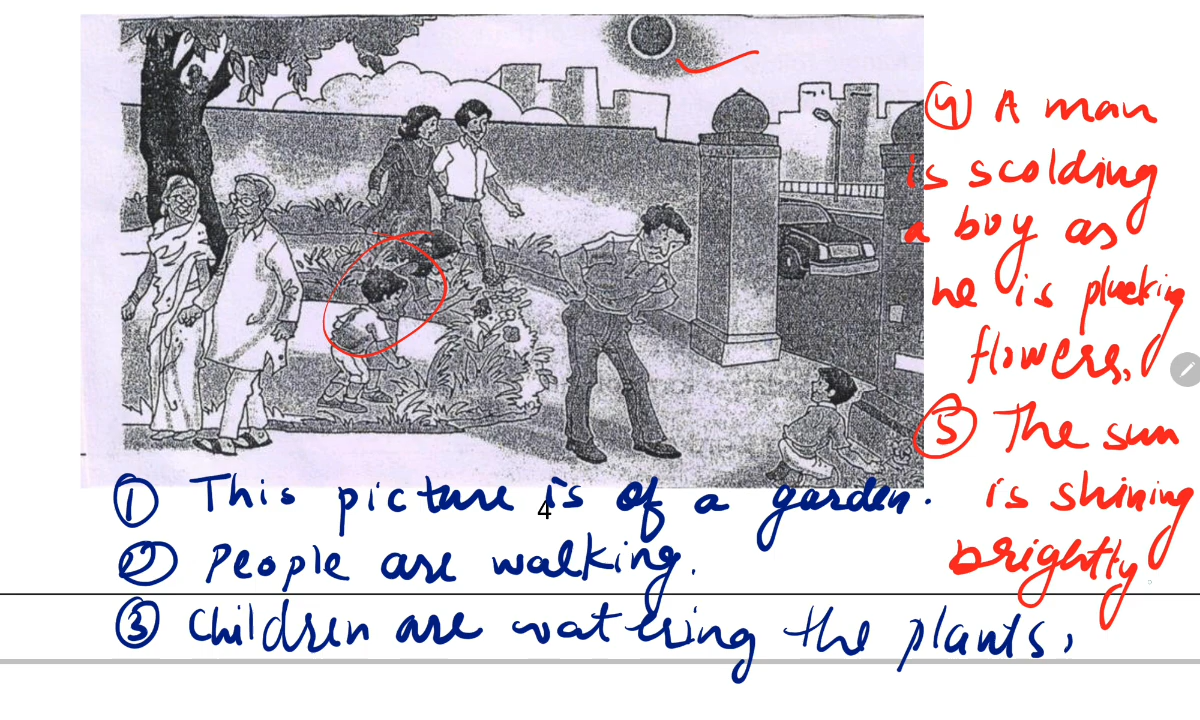 ① This picture is of a garden.
4
② People are walking.
③ Children are watering the plants,
④ A man
is scolding
a boy as
he is plucking
flowers.
⑤ The sun
is shining
brightly